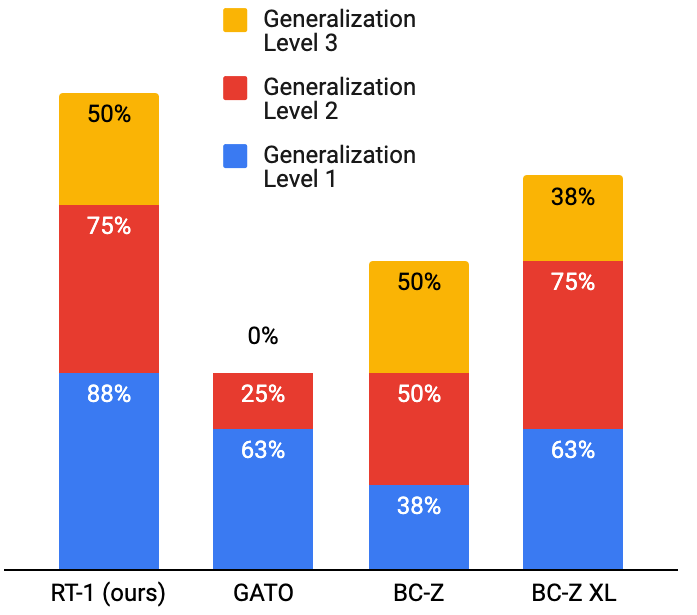 Generalization
Level 3
Generalization
Level 2
Generalization
Level 1
50%
75%
88%
0%
25%
63%
50%
50%
38%
38%
75%
63%
RT-1 (ours)
GATO
BC-Z
BC-Z XL